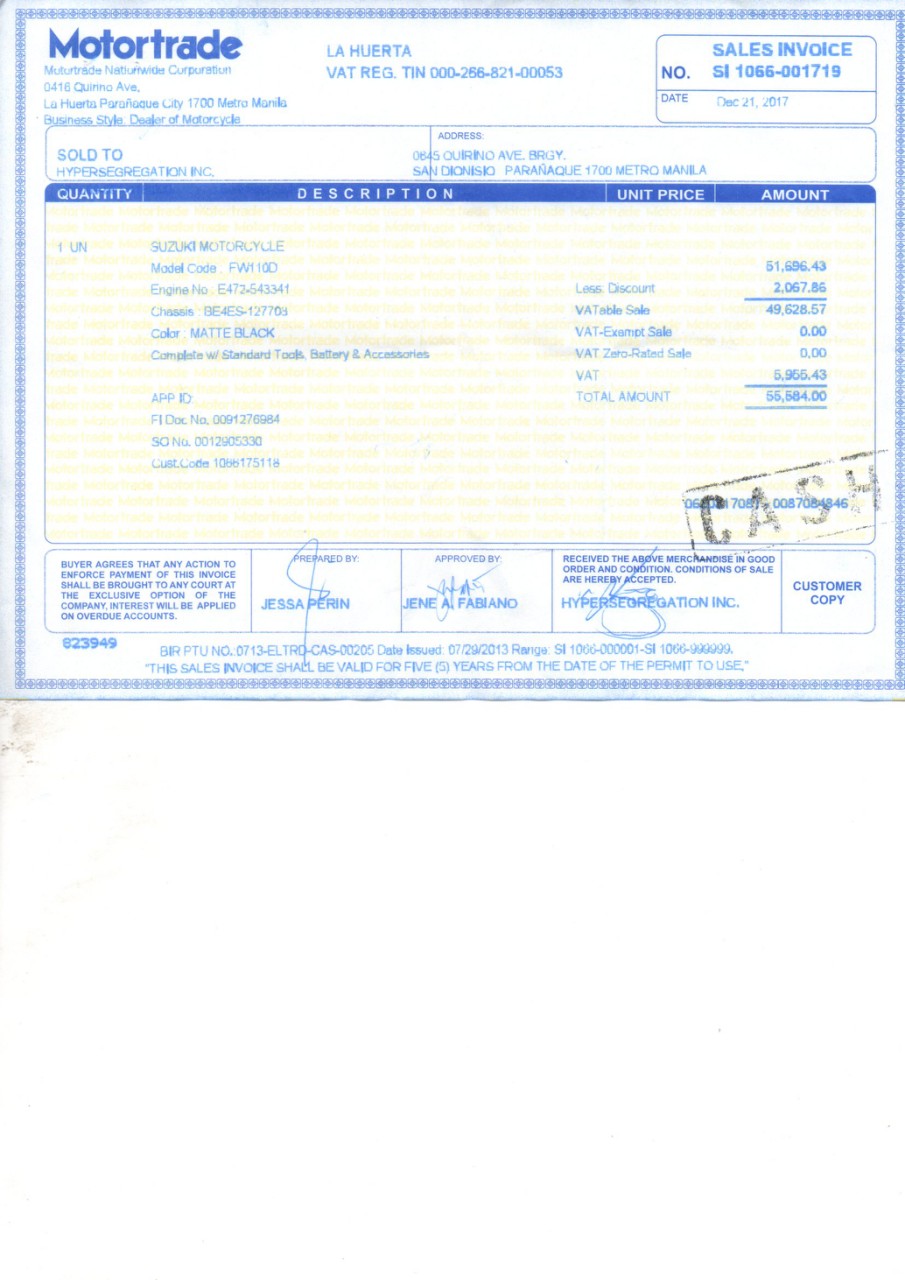 Motortrade
Motortrade Nationwide Corporation
0416 Quirino Ave,
La Huerta Parañaque City 1700 Metro Manila
Business Style: Dealer of Motorcycle
LA HUERTA
VAT REG. TIN 000-266-821-00053
SALES INVOICE
NO. SI 1066-001719
DATE Dec 21, 2017
SOLD TO
HYPERSEGREGATION INC.
ADDRESS:
0645 QUIRINO AVE. BRGY.
SAN DIONISIO PARAÑAQUE 1700 METRO MANILA
QUANTITY DESCRIPTION UNIT PRICE AMOUNT
1 UN SUZUKI MOTORCYCLE
Model Code : FW110D 51,696.43
Engine No : E472-543341 Less: Discount 2,067.86
Chassis : BE4ES-127703 VATable Sale 49,628.57
Color : MATTE BLACK VAT-Exempt Sale 0.00
Complete w/ Standard Tools, Battery & Accessories VAT Zero-Rated Sale 0.00
VAT 5,955.43
APP ID: TOTAL AMOUNT 55,584.00
FI Doc No. 0091276984
SO No. 0012905330
Cust.Code 1086175118
CASH
0087084846
BUYER AGREES THAT ANY ACTION TO
ENFORCE PAYMENT OF THIS INVOICE
SHALL BE BROUGHT TO ANY COURT AT
THE EXCLUSIVE OPTION OF THE
COMPANY, INTEREST WILL BE APPLIED
ON OVERDUE ACCOUNTS.
PREPARED BY:
JESSA PERIN
APPROVED BY:
JENE A. FABIANO
RECEIVED THE ABOVE MERCHANDISE IN GOOD
ORDER AND CONDITION. CONDITIONS OF SALE
ARE HEREBY ACCEPTED.
HYPERSEGREGATION INC.
CUSTOMER
COPY
823949
BIR PTU NO.:0713-ELTRD-CAS-00205 Date Issued: 07/29/2013 Range: SI 1066-000001-SI 1066-999999.
"THIS SALES INVOICE SHALL BE VALID FOR FIVE (5) YEARS FROM THE DATE OF THE PERMIT TO USE."